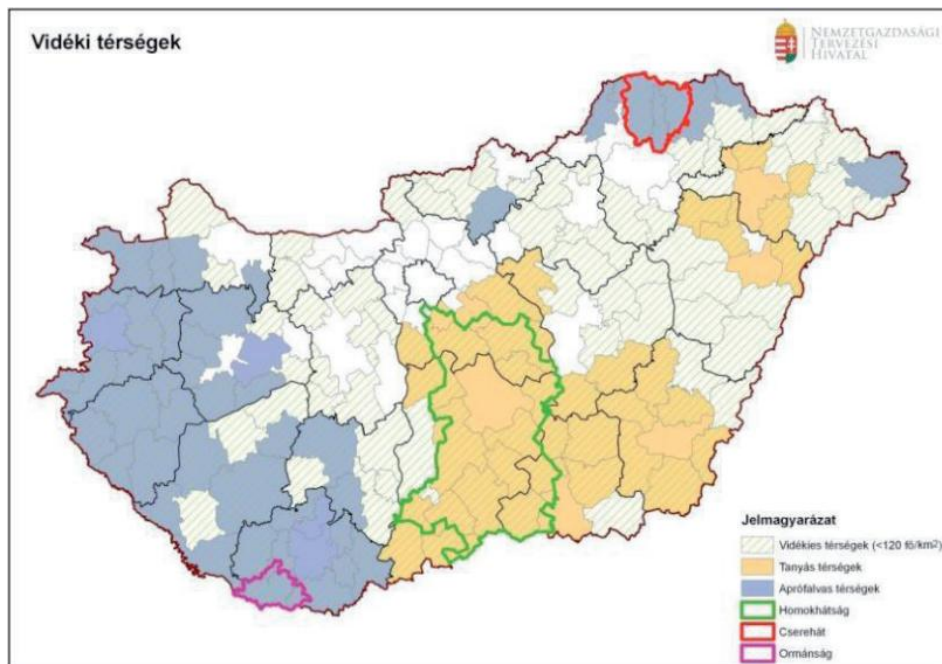 Vidéki térségek
NEMZETGAZDASÁGI
TERVEZÉSI
HIVATAL
Jelmagyarázat
Vidékies térségek (<120 fő/km2)
Tanyás térségek
Aprófalvas térségek
Homokhátság
Cserehát
Ormánság